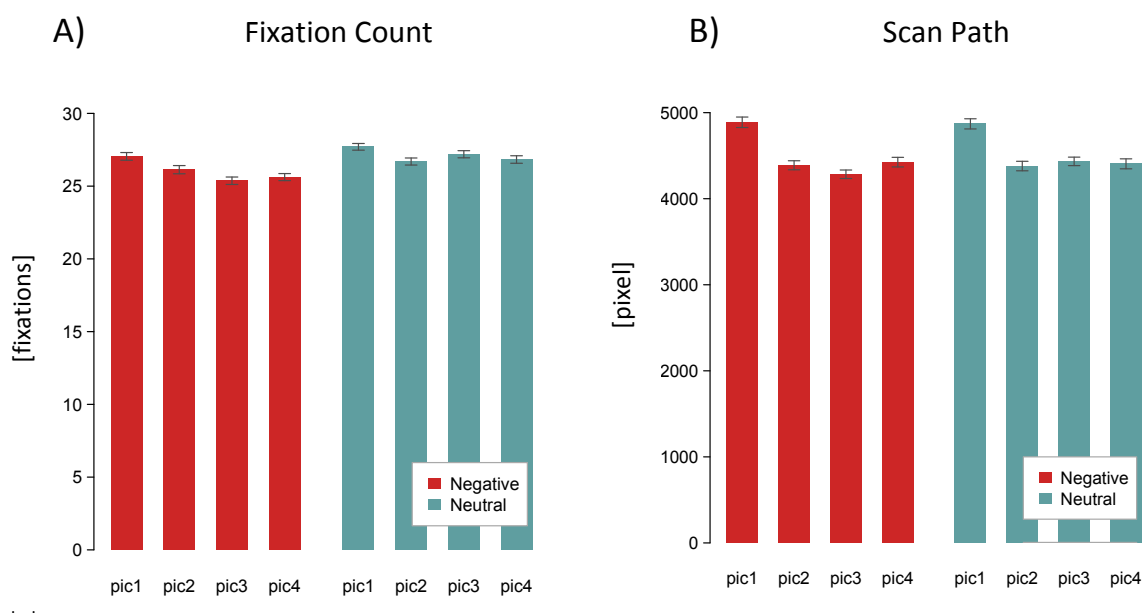 A) Fixation Count
B) Scan Path
[fixations]
30
25
20
15
10
5
0
Negative
Neutral
pic1 pic2 pic3 pic4 pic1 pic2 pic3 pic4
[pixel]
5000
4000
3000
2000
1000
0
Negative
Neutral
pic1 pic2 pic3 pic4 pic1 pic2 pic3 pic4